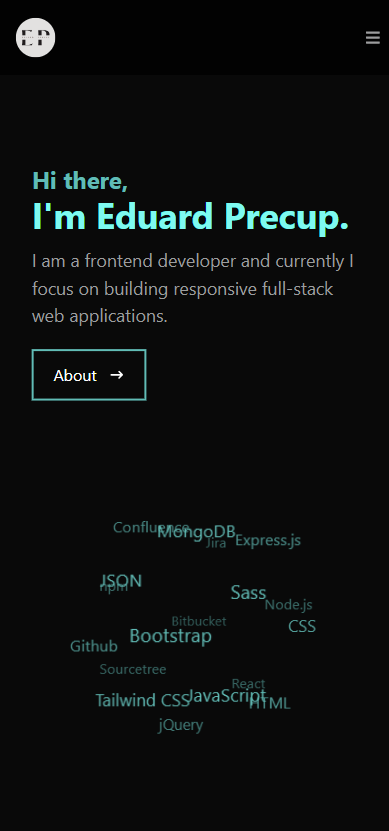 EP
Hi there,
I'm Eduard Precup.
I am a frontend developer and currently I
focus on building responsive full-stack
web applications.
About →
Confluence
MongoDB
Jira
Express.js
JSON
npm
Sass
Node.js
Bitbucket
CSS
Bootstrap
Github
Sourcetree
React
Tailwind CSS
JavaScript
HTML
jQuery